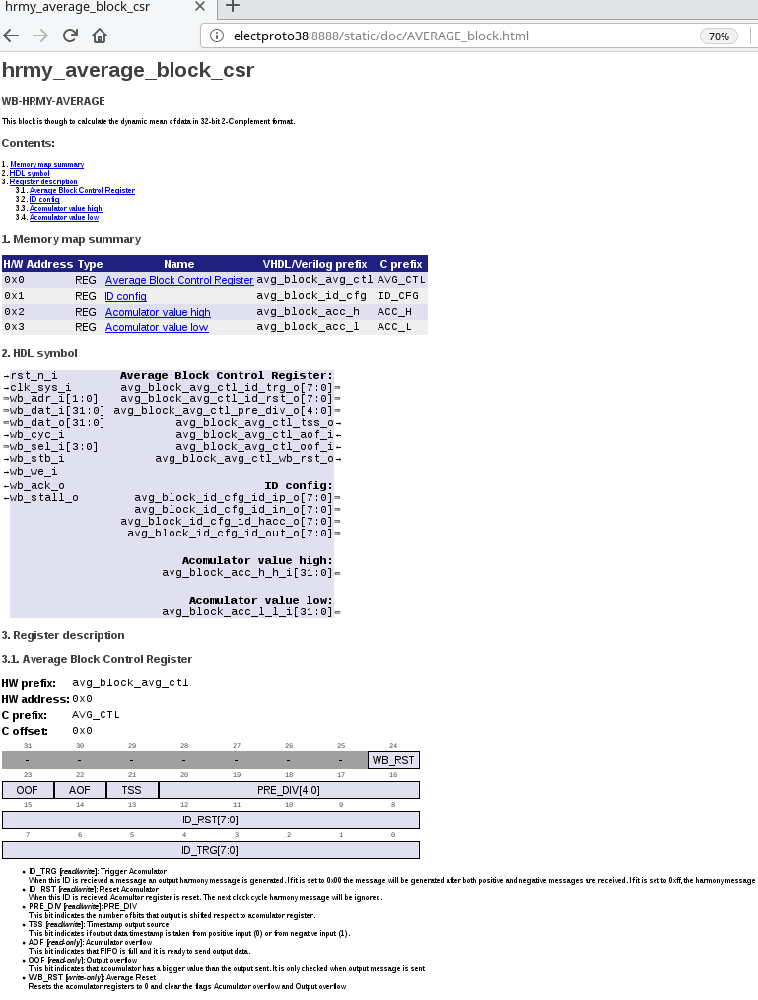 hrmy_average_block_csr
electproto38:8888/static/doc/AVERAGE_block.html 70%
hrmy_average_block_csr
WB-HRMY-AVERAGE
This block is though to calculate the dynamic mean of data in 32-bit 2-Complement format.
Contents:
1. Memory map summary
2. HDL symbol
3. Register description
3.1. Average Block Control Register
3.2. ID config
3.3. Acomulator value high
3.4. Acomulator value low
1. Memory map summary
H/W Address Type Name VHDL/Verilog prefix C prefix
0x0 REG Average Block Control Register avg_block_avg_ctl AVG_CTL
0x1 REG ID config avg_block_id_cfg ID_CFG
0x2 REG Acomulator value high avg_block_acc_h ACC_H
0x3 REG Acomulator value low avg_block_acc_l ACC_L
2. HDL symbol
→rst_n_i Average Block Control Register:
→clk_sys_i avg_block_avg_ctl_id_trg_o[7:0]⇒
⇒wb_adr_i[1:0] avg_block_avg_ctl_id_rst_o[7:0]⇒
⇒wb_dat_i[31:0] avg_block_avg_ctl_pre_div_o[4:0]⇒
⇐wb_dat_o[31:0] avg_block_avg_ctl_tss_o→
→wb_cyc_i avg_block_avg_ctl_aof_i←
⇒wb_sel_i[3:0] avg_block_avg_ctl_oof_i←
→wb_stb_i avg_block_avg_ctl_wb_rst_o→
→wb_we_i
←wb_ack_o ID config:
←wb_stall_o avg_block_id_cfg_id_ip_o[7:0]⇒
avg_block_id_cfg_id_in_o[7:0]⇒
avg_block_id_cfg_id_hacc_o[7:0]⇒
avg_block_id_cfg_id_out_o[7:0]⇒
Acomulator value high:
avg_block_acc_h_h_i[31:0]⇐
Acomulator value low:
avg_block_acc_l_l_i[31:0]⇐
3. Register description
3.1. Average Block Control Register
HW prefix: avg_block_avg_ctl
HW address: 0x0
C prefix: AVG_CTL
C offset: 0x0
31 30 29 28 27 26 25 24
- - - - - - - WB_RST
23 22 21 20 19 18 17 16
OOF AOF TSS PRE_DIV[4:0]
15 14 13 12 11 10 9 8
ID_RST[7:0]
7 6 5 4 3 2 1 0
ID_TRG[7:0]
• ID_TRG [read/write]: Trigger Acomulator
When this ID is recieved a message an output harmony message is generated. If it is set to 0x00 the message will be generated after both positive and negative messages are received. If it is set to 0xff, the harmony message
• ID_RST [read/write]: Reset Acomulator
When this ID is recieved Acomultor register is reset. The next clock cycle harmony message will be ignored.
• PRE_DIV [read/write]: PRE_DIV
This bit indicates the number of bits that output is shifted respect to acomulator register.
• TSS [read/write]: Timestamp output source
This bit indicates if output data timestamp is taken from positive input (0) or from negative input (1).
• AOF [read-only]: Acumulator overflow
This bit indicates that FIFO is full and it is ready to send output data.
• OOF [read-only]: Output overflow
This bit indicates that acoumulator has a bigger value than the output sent. It is only checked when output message is sent
• WB_RST [write-only]: Average Reset
Resets the acomulator registers to 0 and clear the flags Acumulator overflow and Output overflow